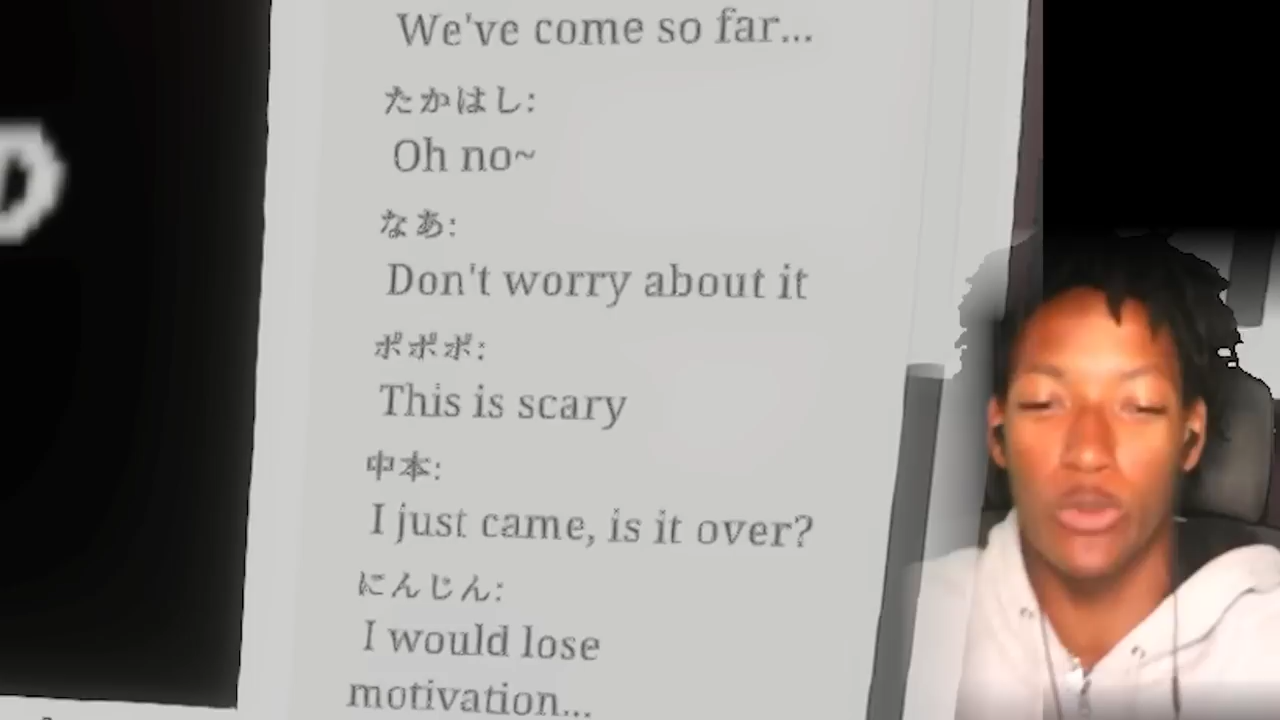 We've come so far...
たかはし:
Oh no~
なあ:
Don't worry about it
ポポポ:
This is scary
中本:
I just came, is it over?
にんじん:
I would lose
motivation...